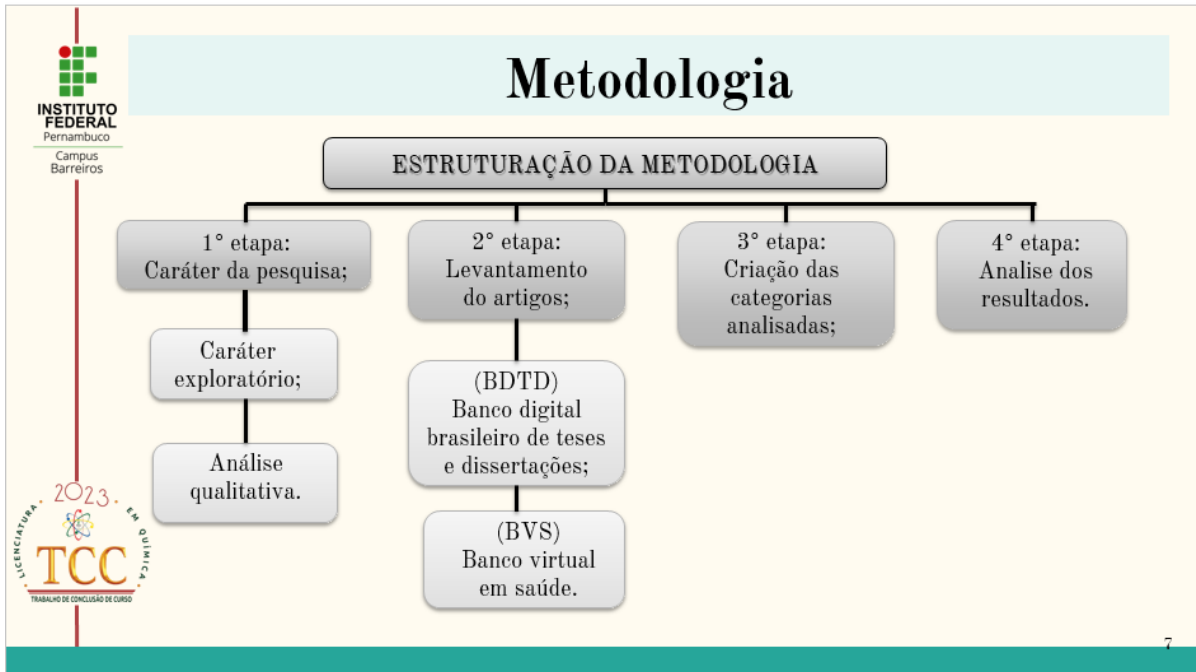 INSTITUTO
FEDERAL
Pernambuco
Campus
Barreiros
Metodologia
ESTRUTURAÇÃO DA METODOLOGIA
1° etapa:
Caráter da pesquisa;
Caráter
exploratório;
Análise
qualitativa.
2° etapa:
Levantamento
do artigos;
(BDTD)
Banco digital
brasileiro de teses
e dissertações;
(BVS)
Banco virtual
em saúde.
3° etapa:
Criação das
categorias
analisadas;
4° etapa:
Analise dos
resultados.
2023
LICENCIATURA EM QUÍMICA
TCC
TRABALHO DE CONCLUSÃO DE CURSO
7